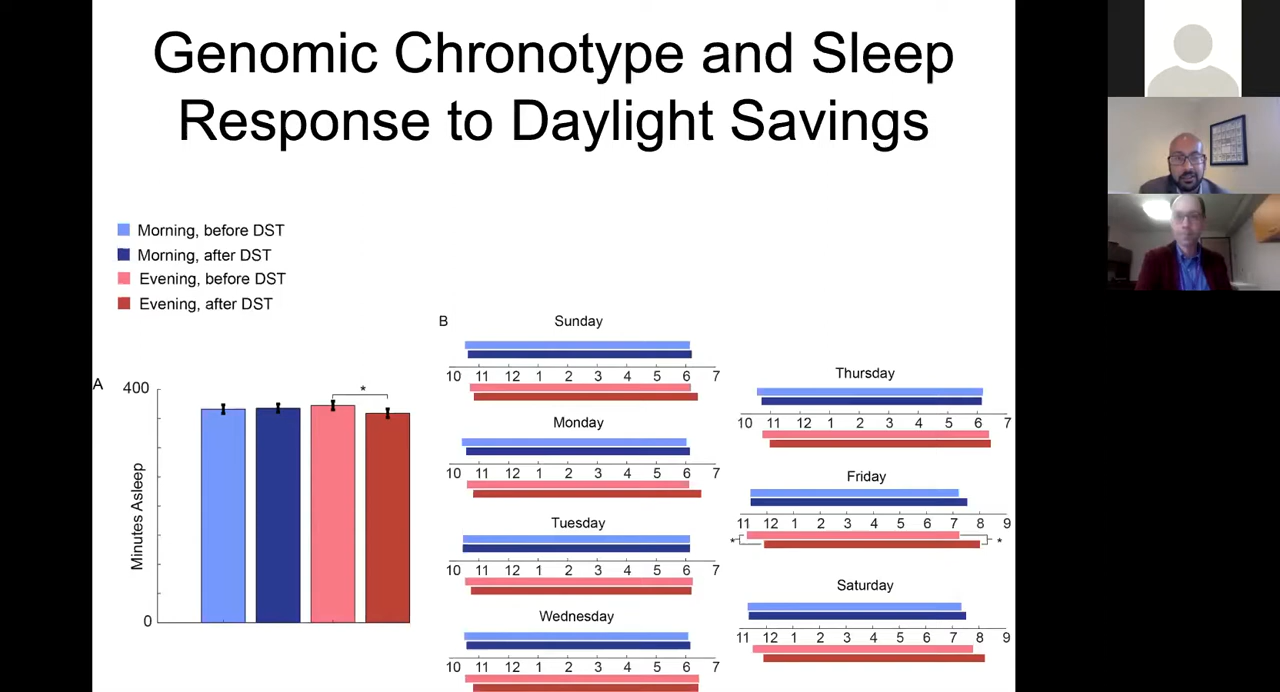 Genomic Chronotype and Sleep
Response to Daylight Savings
Morning, before DST
Morning, after DST
Evening, before DST
Evening, after DST
A
400
0
Minutes Asleep
*
B
Sunday
10 11 12 1 2 3 4 5 6 7
Monday
10 11 12 1 2 3 4 5 6 7
Tuesday
10 11 12 1 2 3 4 5 6 7
Wednesday
10 11 12 1 2 3 4 5 6 7
Thursday
10 11 12 1 2 3 4 5 6 7
Friday
11 12 1 2 3 4 5 6 7 8 9
* *
Saturday
11 12 1 2 3 4 5 6 7 8 9